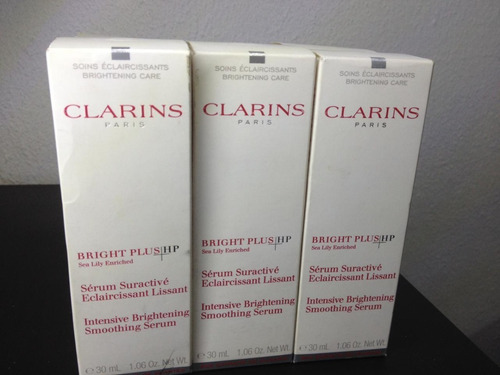 SOINS ÉCLAIRCISSANTS
BRIGHTENING CARE
CLARINS
PARIS
BRIGHT PLUS HP
Sea Lily Enriched
Sérum Suractivé
Eclaircissant Lissant
Intensive Brightening
Smoothing Serum
℮ 30 mL 1.06 Oz. Net Wt.
SOINS ÉCLAIRCISSANTS
BRIGHTENING CARE
CLARINS
PARIS
BRIGHT PLUS HP
Sea Lily Enriched
Sérum Suractivé
Eclaircissant Lissant
Intensive Brightening
Smoothing Serum
℮ 30 mL 1.06 Oz. Net Wt.
SOINS ÉCLAIRCISSANTS
BRIGHTENING CARE
CLARINS
PARIS
BRIGHT PLUS HP
Sea Lily Enriched
Sérum Suractivé
Eclaircissant Lissant
Intensive Brightening
Smoothing Serum
℮ 30 mL 1.06 Oz. Net Wt.